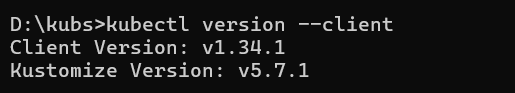 D:\kubs>kubectl version --client
Client Version: v1.34.1
Kustomize Version: v5.7.1